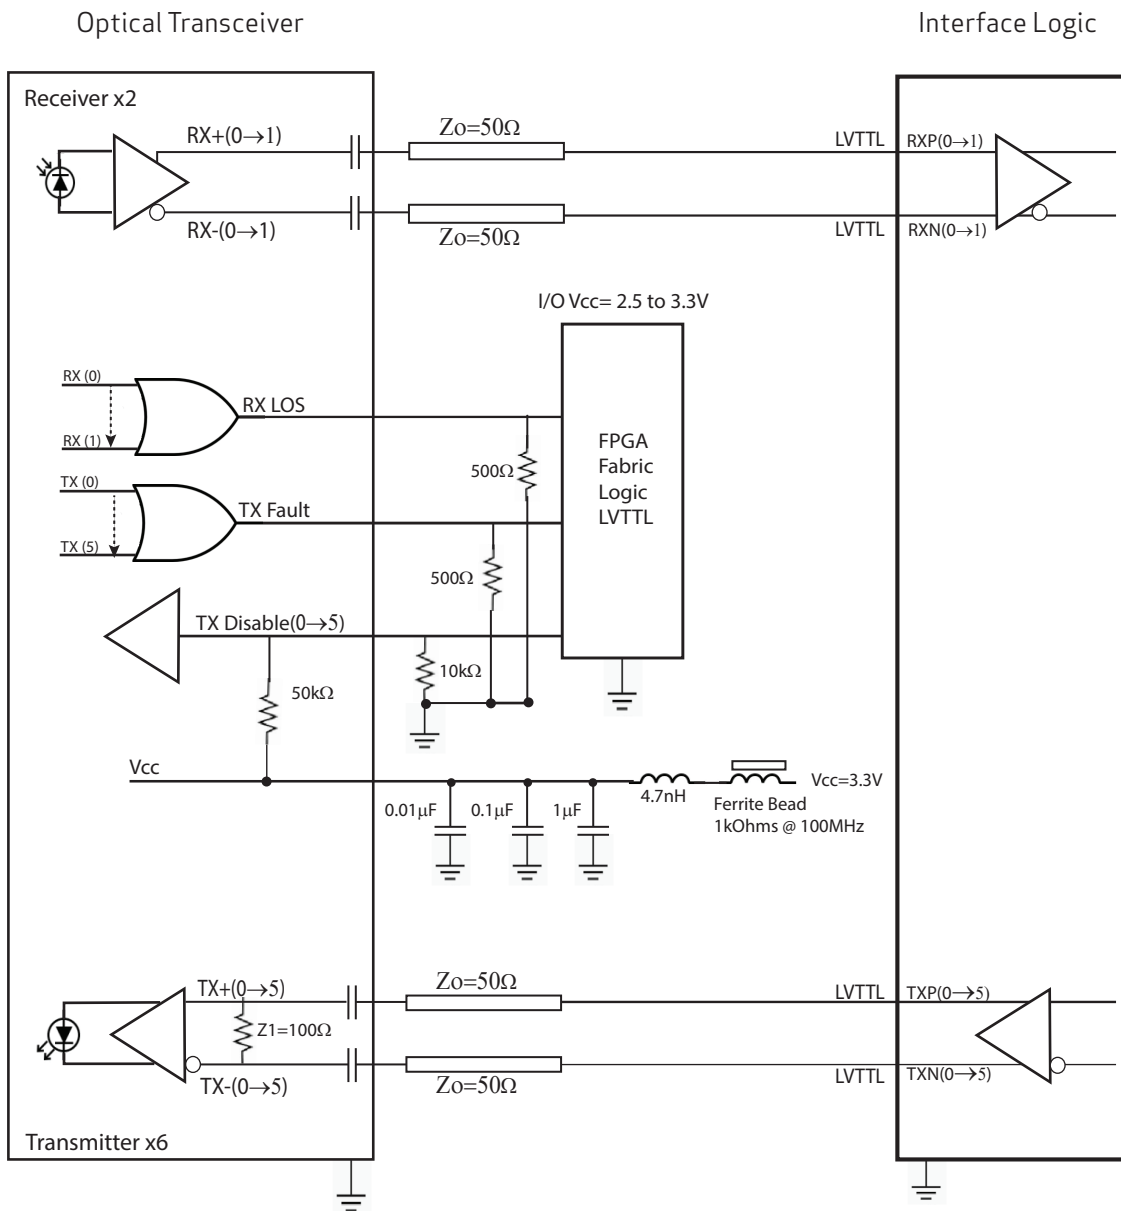 Optical Transceiver
Interface Logic
Receiver x2
RX+(0→1)
Zo=50Ω
LVTTL
RXP(0→1)
RX-(0→1)
Zo=50Ω
LVTTL
RXN(0→1)
I/O Vcc= 2.5 to 3.3V
RX (0)
RX LOS
RX (1)
500Ω
FPGA
Fabric
Logic
LVTTL
TX (0)
TX Fault
TX (5)
500Ω
TX Disable(0→5)
10kΩ
50kΩ
Vcc
0.01µF
0.1µF
1µF
4.7nH
Ferrite Bead
1kOhms @ 100MHz
Vcc=3.3V
TX+(0→5)
Zo=50Ω
LVTTL
TXP(0→5)
Z1=100Ω
TX-(0→5)
Zo=50Ω
LVTTL
TXN(0→5)
Transmitter x6